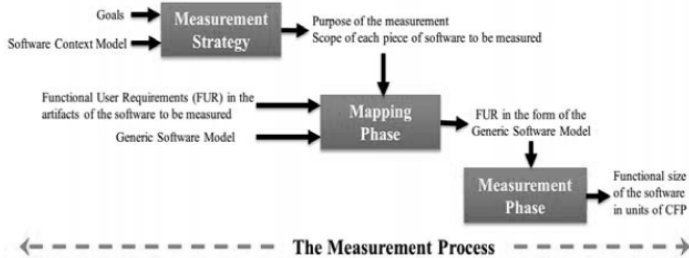 Goals
Software Context Model
Measurement
Strategy
Purpose of the measurement
Scope of each piece of software to be measured
Functional User Requirements (FUR) in the
artifacts of the software to be measured
Generic Software Model
Mapping
Phase
FUR in the form of the
Generic Software Model
Measurement
Phase
Functional size
of the software
in units of CFP
The Measurement Process